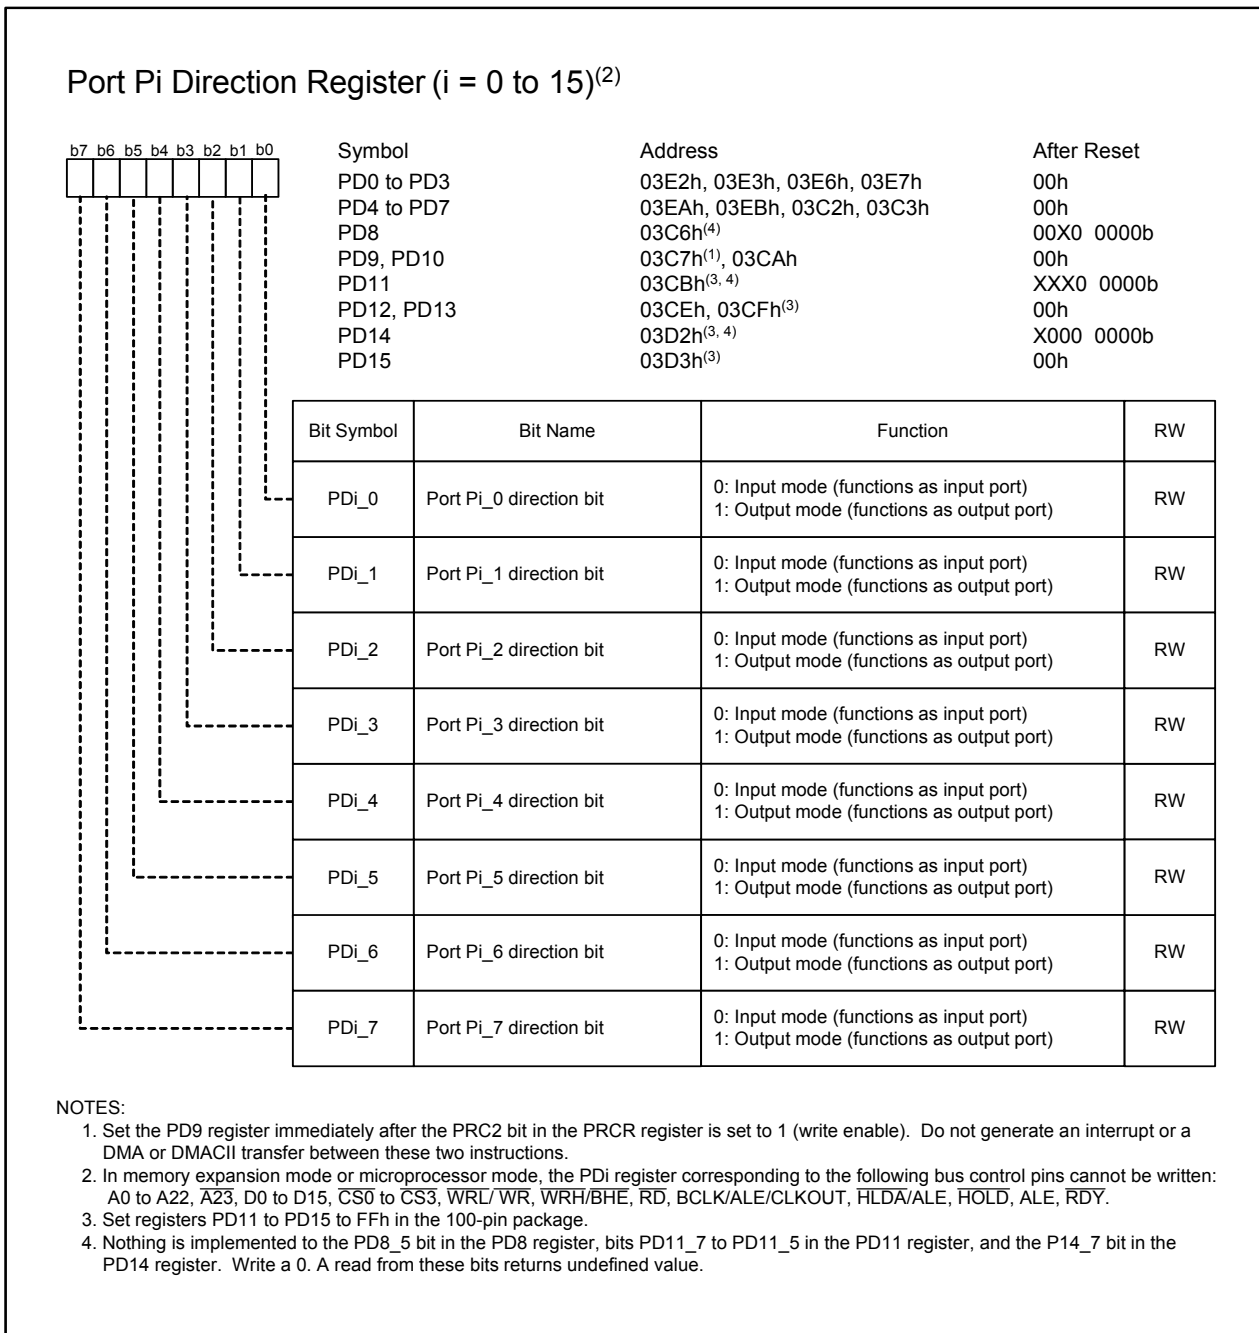 Port Pi Direction Register (i = 0 to 15)(2)
b7 b6 b5 b4 b3 b2 b1 b0
Symbol Address After Reset
PD0 to PD3 03E2h, 03E3h, 03E6h, 03E7h 00h
PD4 to PD7 03EAh, 03EBh, 03C2h, 03C3h 00h
PD8 03C6h(4) 00X0 0000b
PD9, PD10 03C7h(1), 03CAh 00h
PD11 03CBh(3, 4) XXX0 0000b
PD12, PD13 03CEh, 03CFh(3) 00h
PD14 03D2h(3, 4) X000 0000b
PD15 03D3h(3) 00h
Bit Symbol Bit Name Function RW
PDi_0 Port Pi_0 direction bit 0: Input mode (functions as input port) RW
1: Output mode (functions as output port)
PDi_1 Port Pi_1 direction bit 0: Input mode (functions as input port) RW
1: Output mode (functions as output port)
PDi_2 Port Pi_2 direction bit 0: Input mode (functions as input port) RW
1: Output mode (functions as output port)
PDi_3 Port Pi_3 direction bit 0: Input mode (functions as input port) RW
1: Output mode (functions as output port)
PDi_4 Port Pi_4 direction bit 0: Input mode (functions as input port) RW
1: Output mode (functions as output port)
PDi_5 Port Pi_5 direction bit 0: Input mode (functions as input port) RW
1: Output mode (functions as output port)
PDi_6 Port Pi_6 direction bit 0: Input mode (functions as input port) RW
1: Output mode (functions as output port)
PDi_7 Port Pi_7 direction bit 0: Input mode (functions as input port) RW
1: Output mode (functions as output port)
NOTES:
1. Set the PD9 register immediately after the PRC2 bit in the PRCR register is set to 1 (write enable). Do not generate an interrupt or a
DMA or DMACII transfer between these two instructions.
2. In memory expansion mode or microprocessor mode, the PDi register corresponding to the following bus control pins cannot be written:
A0 to A22, A23, D0 to D15, CS0 to CS3, WRL/ WR, WRH/BHE, RD, BCLK/ALE/CLKOUT, HLDA/ALE, HOLD, ALE, RDY.
3. Set registers PD11 to PD15 to FFh in the 100-pin package.
4. Nothing is implemented to the PD8_5 bit in the PD8 register, bits PD11_7 to PD11_5 in the PD11 register, and the P14_7 bit in the
PD14 register. Write a 0. A read from these bits returns undefined value.